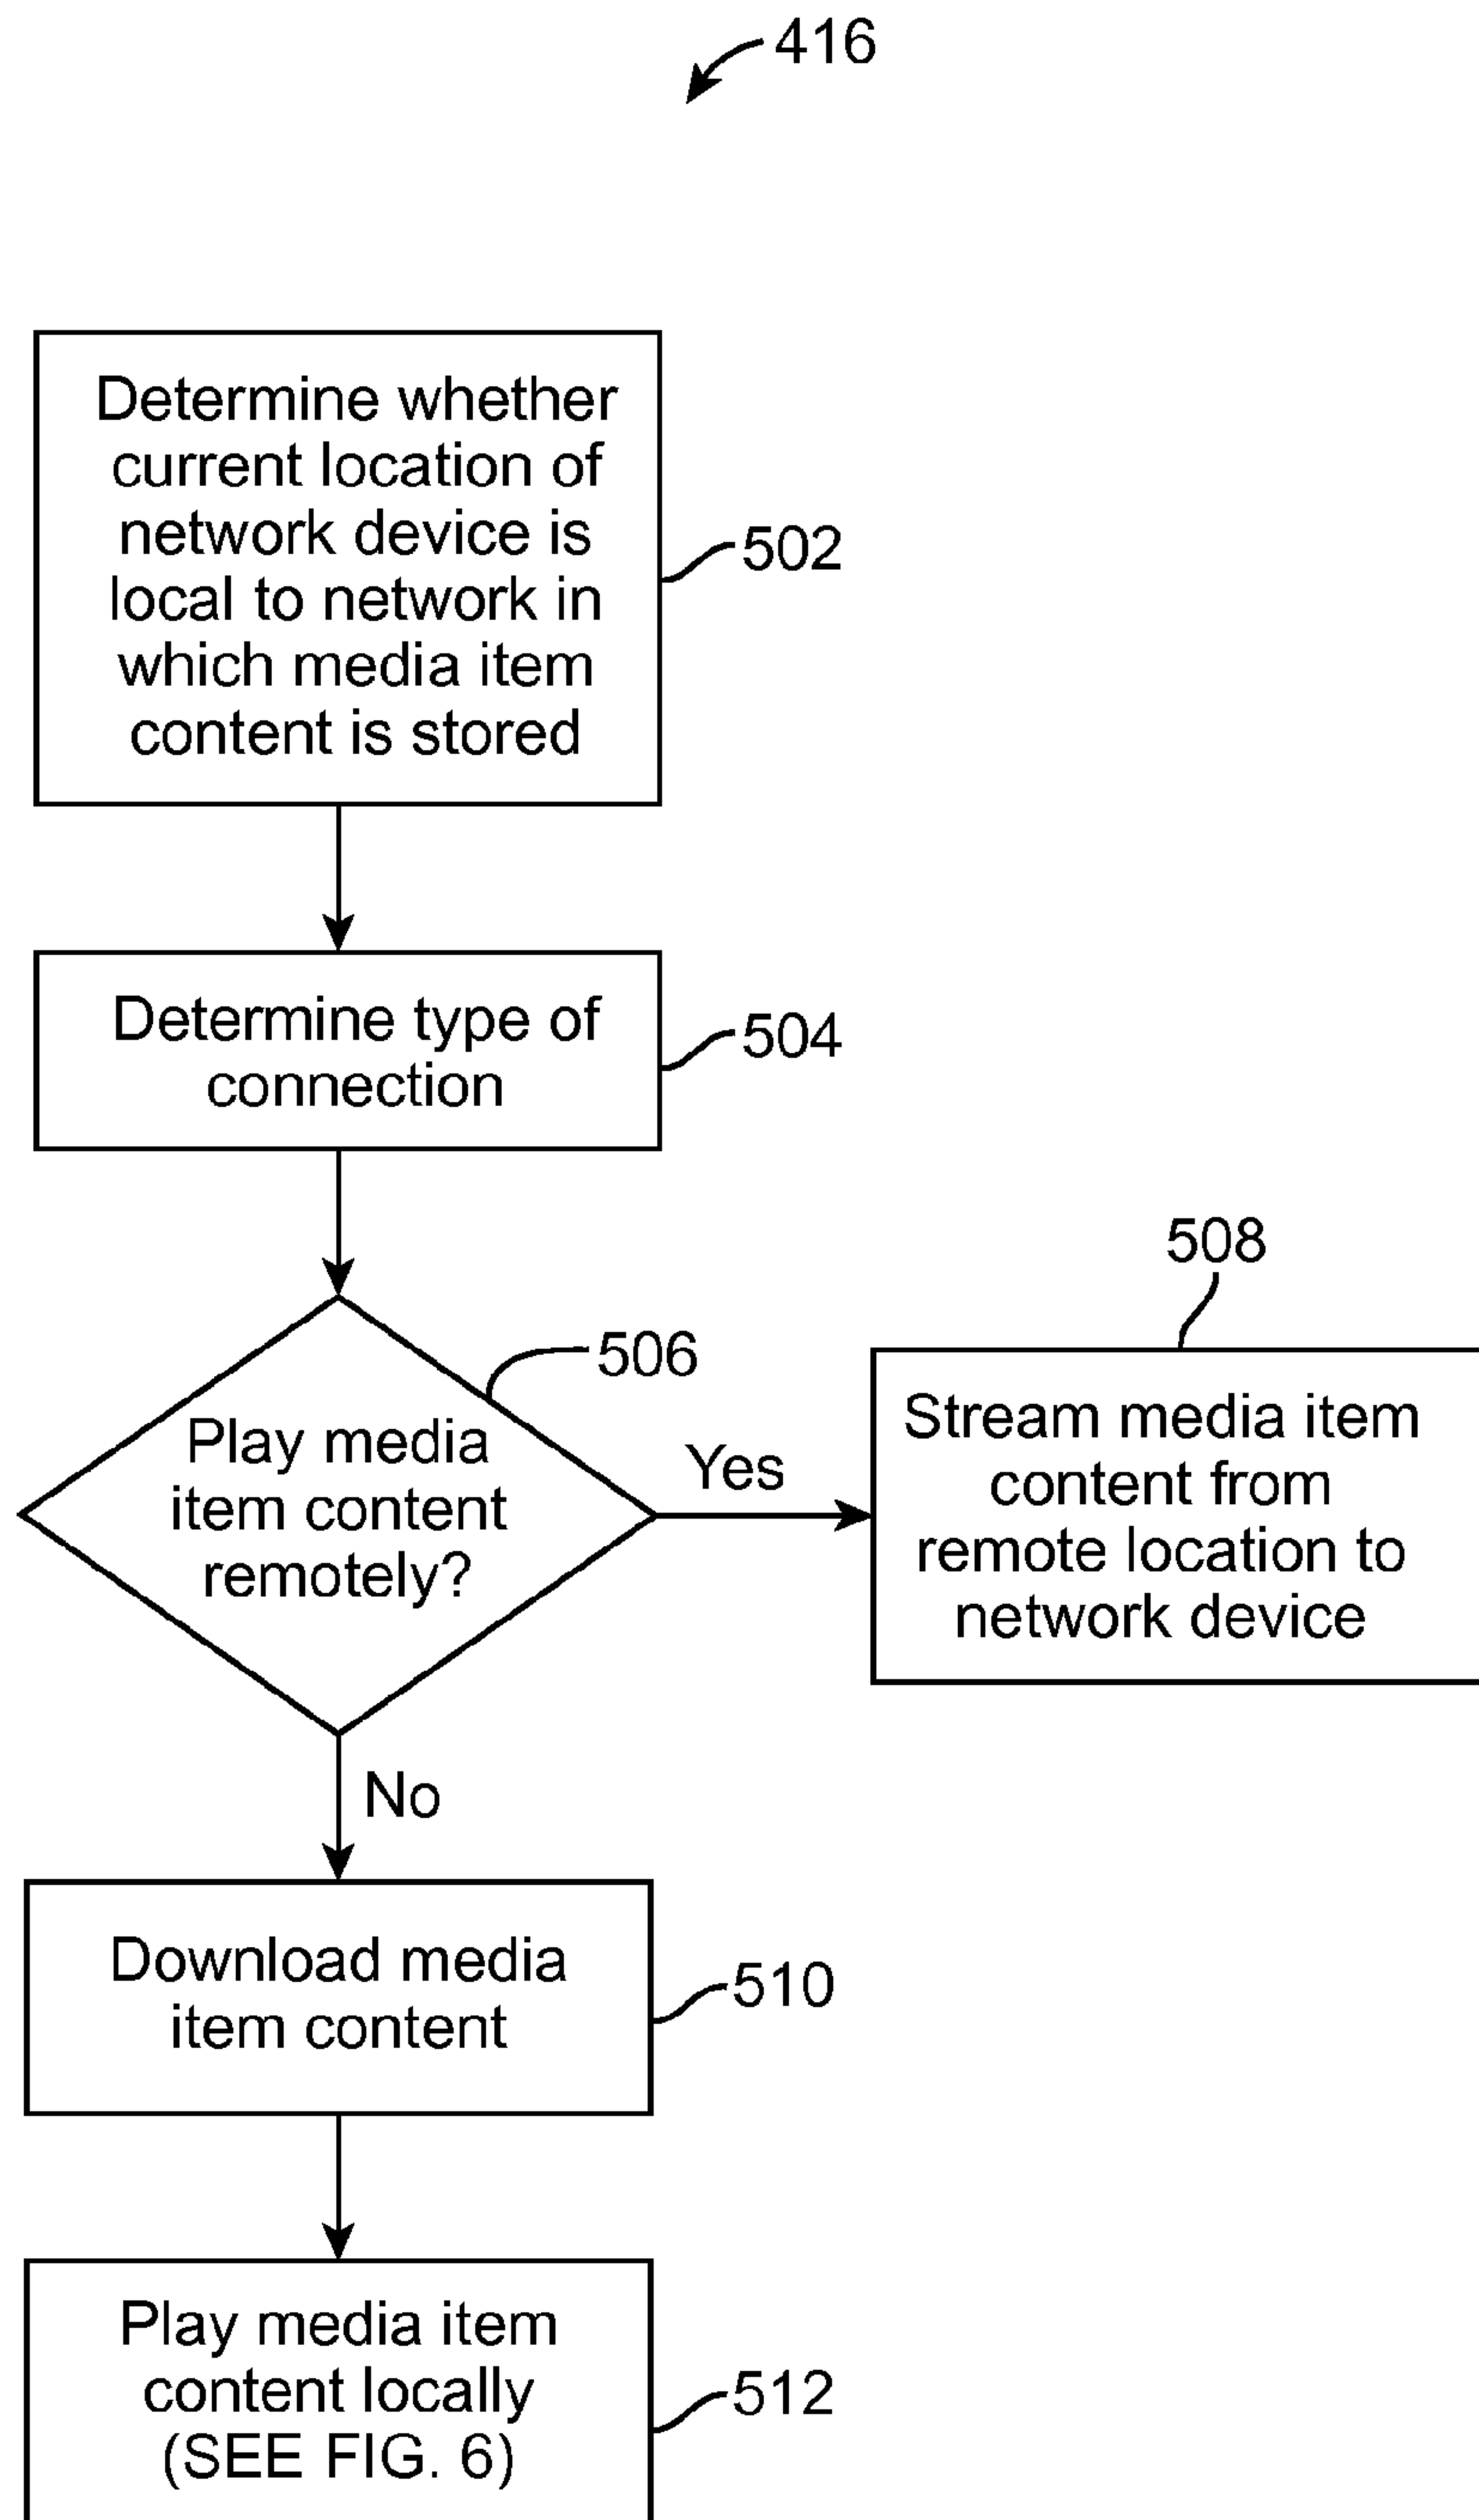 416
Determine whether
current location of
network device is
local to network in
which media item
content is stored
502
Determine type of
connection
504
506
Play media
item content
remotely?
Yes
508
Stream media item
content from
remote location to
network device
No
Download media
item content
510
Play media item
content locally
(SEE FIG. 6)
512